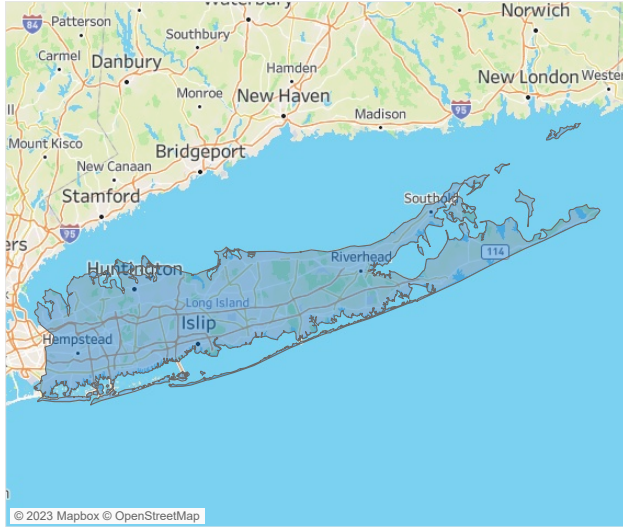 Waterbury
Norwich
84
Patterson
Southbury
Carmel
Danbury
Hamden
New London
Wester
Monroe
New Haven
95
Madison
Mount Kisco
Bridgeport
New Canaan
Stamford
95
Southold
114
Riverhead
Huntington
Long Island
Islip
Hempstead
© 2023 Mapbox © OpenStreetMap